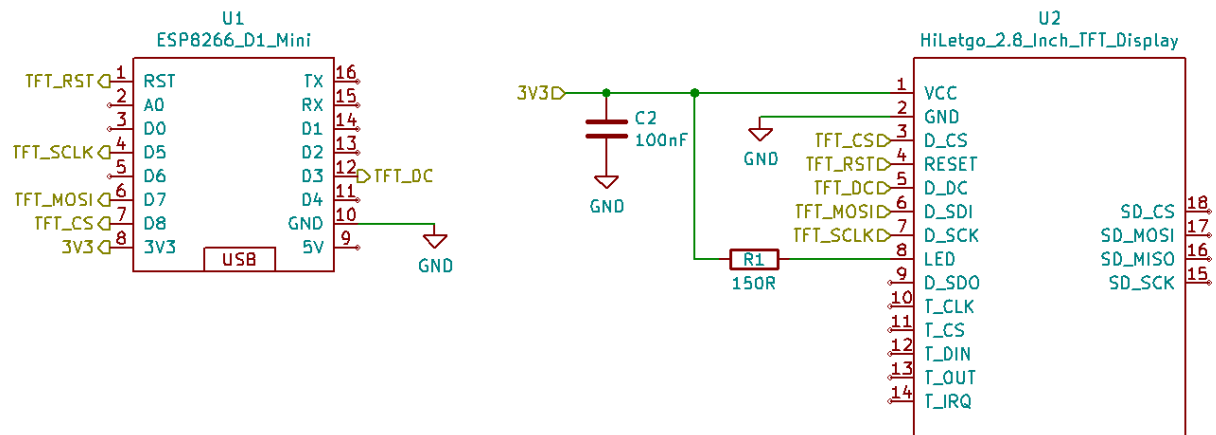 U1
ESP8266_D1_Mini
TFT_RST 1 RST TX 16
2 A0 RX 15
3 D0 D1 14
TFT_SCLK 4 D5 D2 13
5 D6 D3 12 TFT_DC
TFT_MOSI 6 D7 D4 11
TFT_CS 7 D8 GND 10
3V3 8 3V3 5V 9
USB
GND
U2
HiLetgo_2.8_Inch_TFT_Display
3V3
C2
100nF
GND
GND
R1
150R
1 VCC
2 GND
TFT_CS 3 D_CS
TFT_RST 4 RESET
TFT_DC 5 D_DC
TFT_MOSI 6 D_SDI
TFT_SCLK 7 D_SCK
8 LED
9 D_SDO
10 T_CLK
11 T_CS
12 T_DIN
13 T_OUT
14 T_IRQ
SD_CS 18
SD_MOSI 17
SD_MISO 16
SD_SCK 15